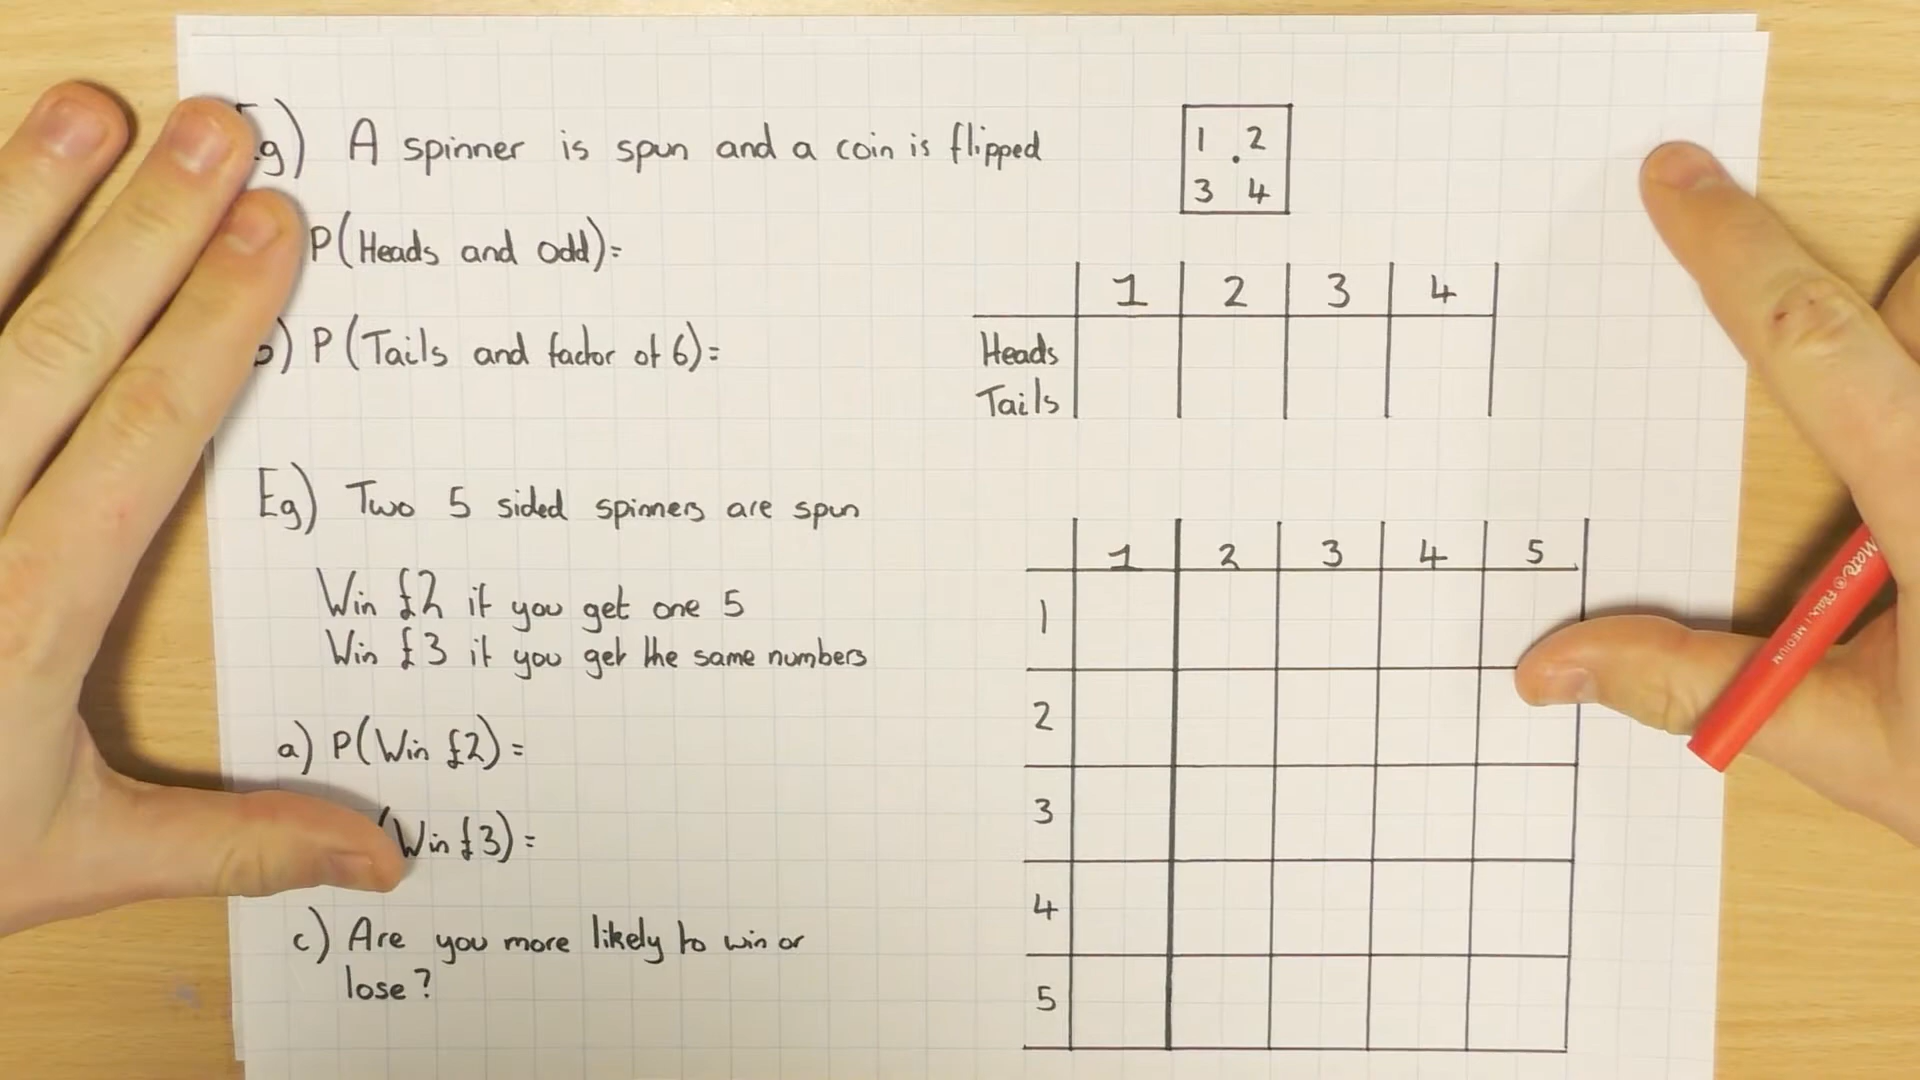 g) A spinner is spun and a coin is flipped
1 2
3 4
P(Heads and odd)=
b) P(Tails and factor of 6)=
1 2 3 4
Heads
Tails
Eg) Two 5 sided spinners are spun
Win £2 if you get one 5
Win £3 if you get the same numbers
a) P(Win £2)=
(Win £3)=
c) Are you more likely to win or
lose?
1 2 3 4 5
1
2
3
4
5
Mate® MEDIUM